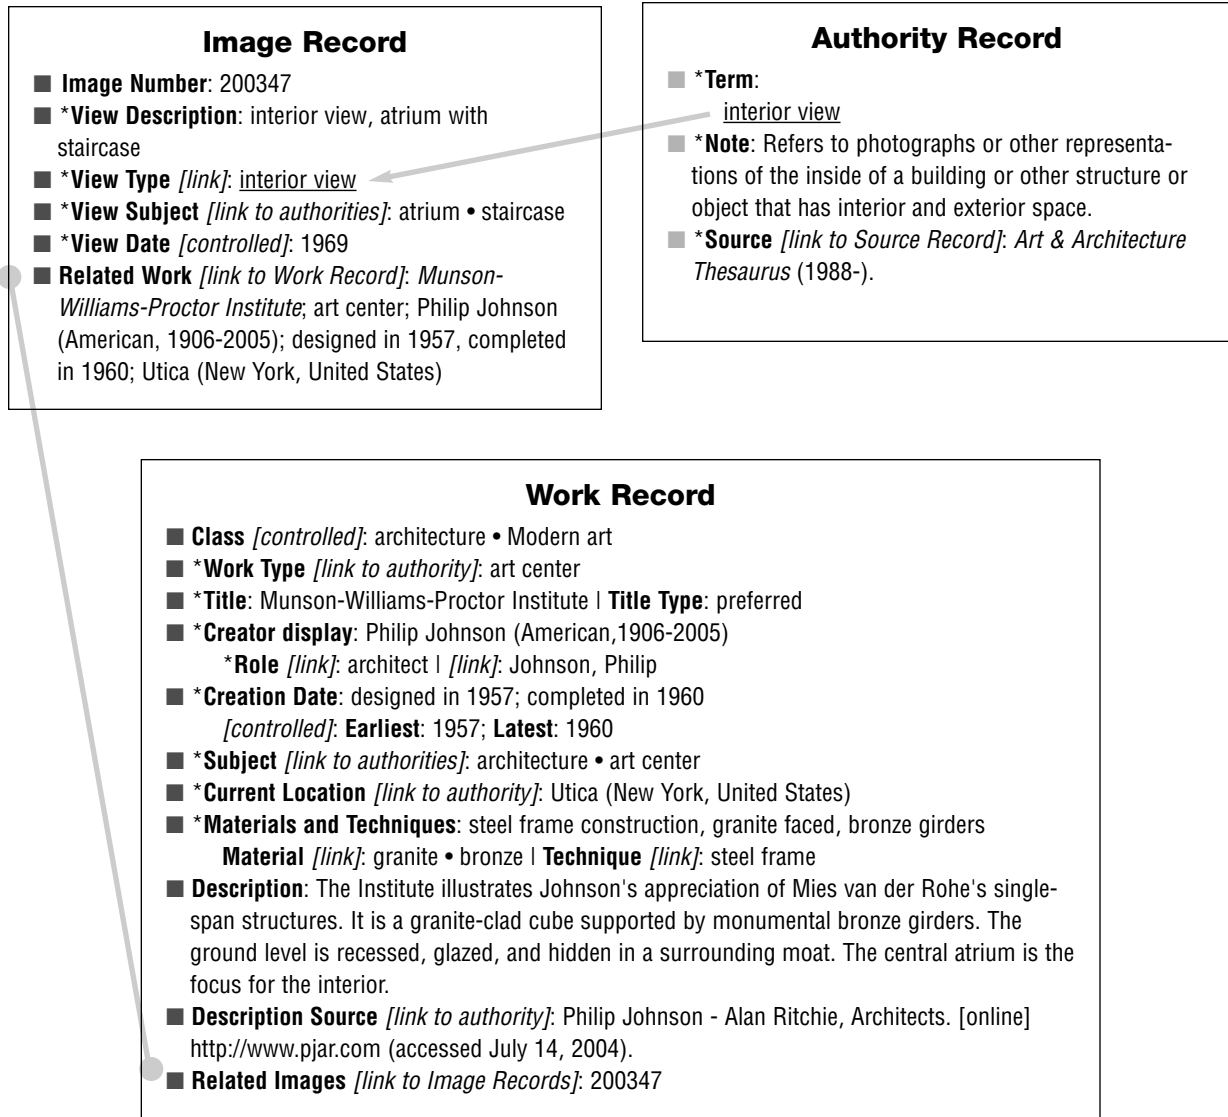 Image Record
■ Image Number: 200347
■ *View Description: interior view, atrium with
staircase
■ *View Type [link]: interior view
■ *View Subject [link to authorities]: atrium • staircase
■ *View Date [controlled]: 1969
■ Related Work [link to Work Record]: Munson-
Williams-Proctor Institute; art center; Philip Johnson
(American, 1906-2005); designed in 1957, completed
in 1960; Utica (New York, United States)
Authority Record
■ *Term:
interior view
■ *Note: Refers to photographs or other representa-
tions of the inside of a building or other structure or
object that has interior and exterior space.
■ *Source [link to Source Record]: Art & Architecture
Thesaurus (1988-).
Work Record
■ Class [controlled]: architecture • Modern art
■ *Work Type [link to authority]: art center
■ *Title: Munson-Williams-Proctor Institute | Title Type: preferred
■ *Creator display: Philip Johnson (American,1906-2005)
*Role [link]: architect | [link]: Johnson, Philip
■ *Creation Date: designed in 1957; completed in 1960
[controlled]: Earliest: 1957; Latest: 1960
■ *Subject [link to authorities]: architecture • art center
■ *Current Location [link to authority]: Utica (New York, United States)
■ *Materials and Techniques: steel frame construction, granite faced, bronze girders
Material [link]: granite • bronze | Technique [link]: steel frame
■ Description: The Institute illustrates Johnson's appreciation of Mies van der Rohe's single-
span structures. It is a granite-clad cube supported by monumental bronze girders. The
ground level is recessed, glazed, and hidden in a surrounding moat. The central atrium is the
focus for the interior.
■ Description Source [link to authority]: Philip Johnson - Alan Ritchie, Architects. [online]
http://www.pjar.com (accessed July 14, 2004).
■ Related Images [link to Image Records]: 200347